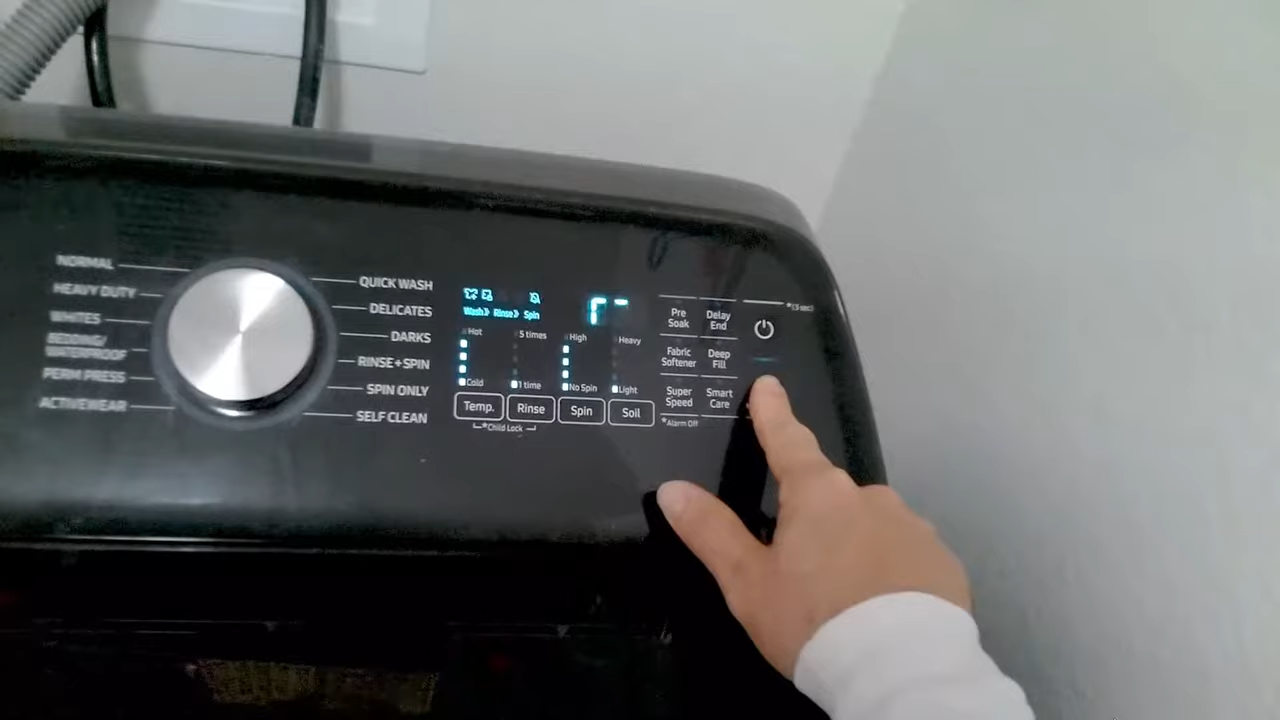 NORMAL
HEAVY DUTY
WHITES
BEDDING/
WATERPROOF
PERM PRESS
ACTIVEWEAR
QUICK WASH
DELICATES
DARKS
RINSE+SPIN
SPIN ONLY
SELF CLEAN
Wash» Rinse» Spin
Hot
5 times
High
Heavy
Cold
1 time
No Spin
Light
Temp.
Rinse
Spin
Soil
*Child Lock
Pre
Soak
Delay
End
Fabric
Softener
Deep
Fill
Super
Speed
Smart
Care
*Alarm Off
*(3 sec)